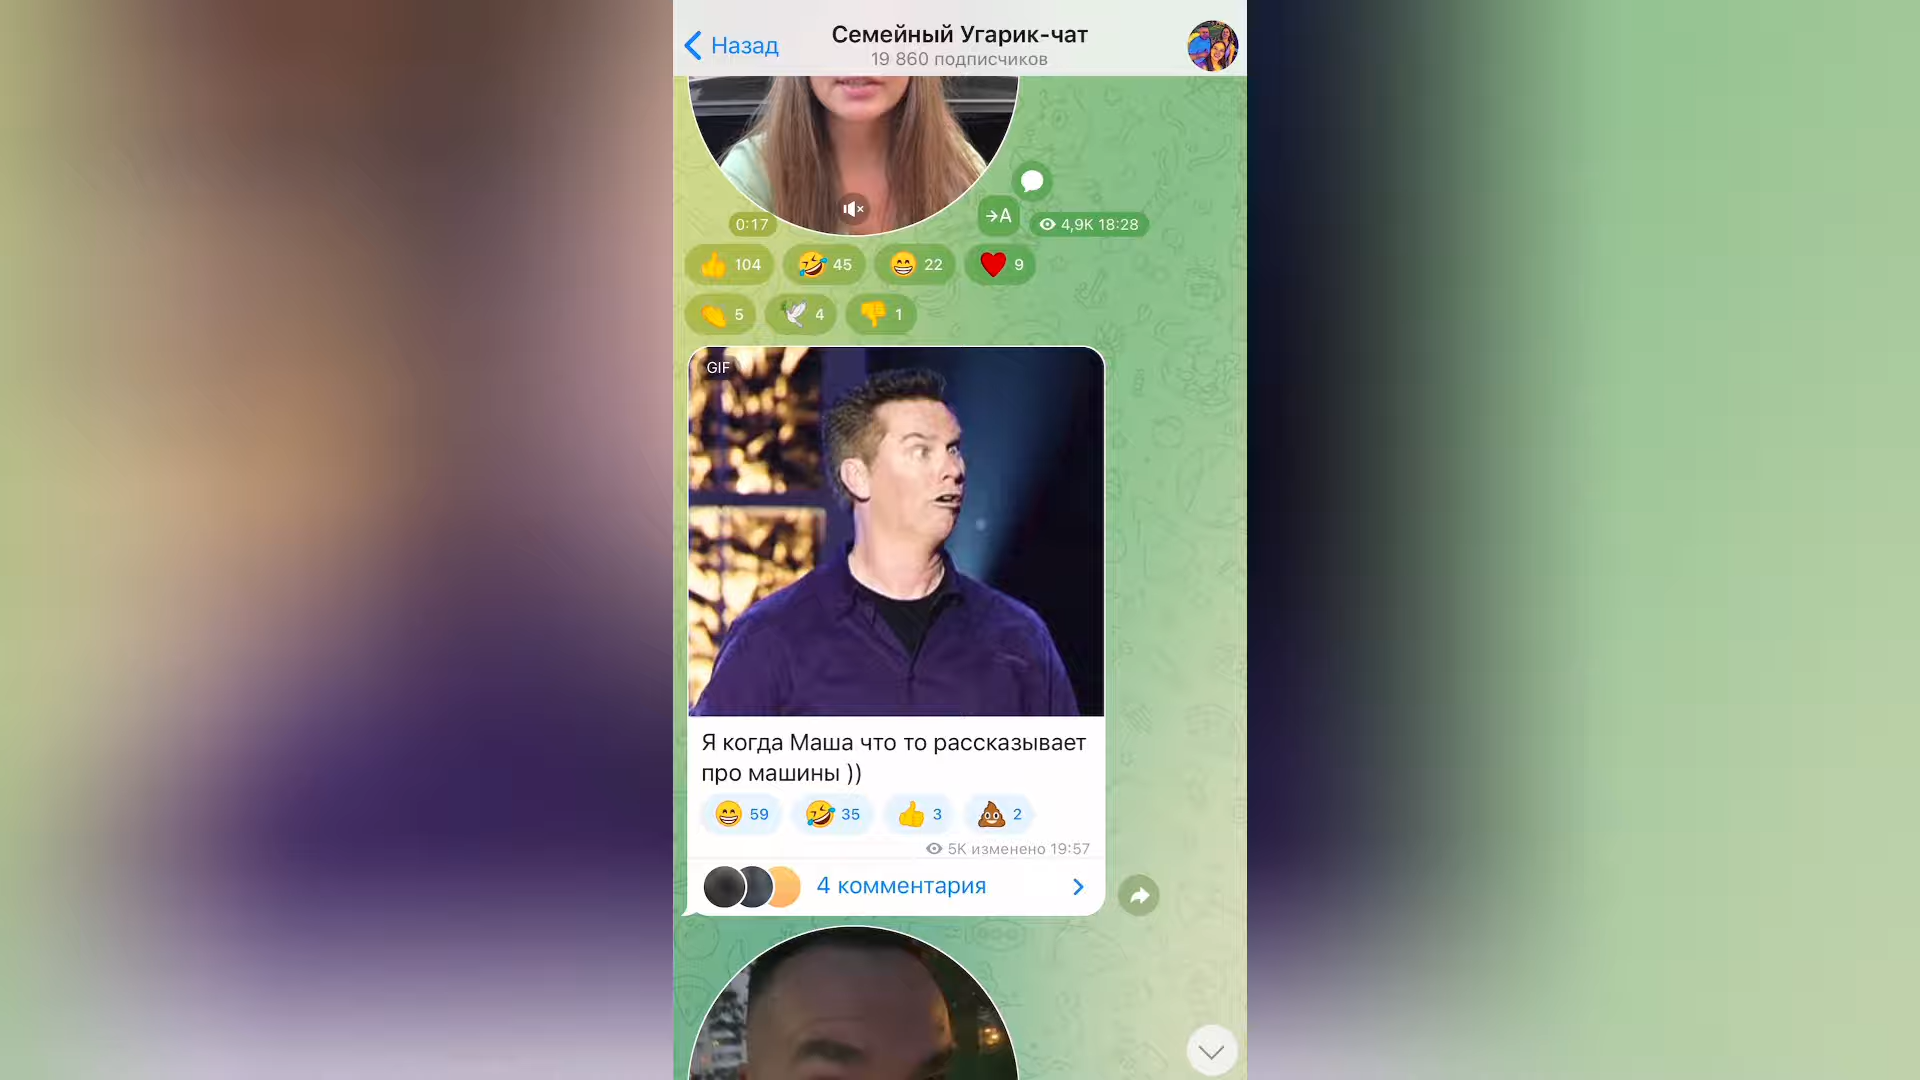 Назад
Семейный Угарик-чат
19 860 подписчиков
0:17
→A
4,9K 18:28
104
45
22
9
5
4
1
GIF
Я когда Маша что то рассказывает
про машины ))
59
35
3
2
5K изменено 19:57
4 комментария